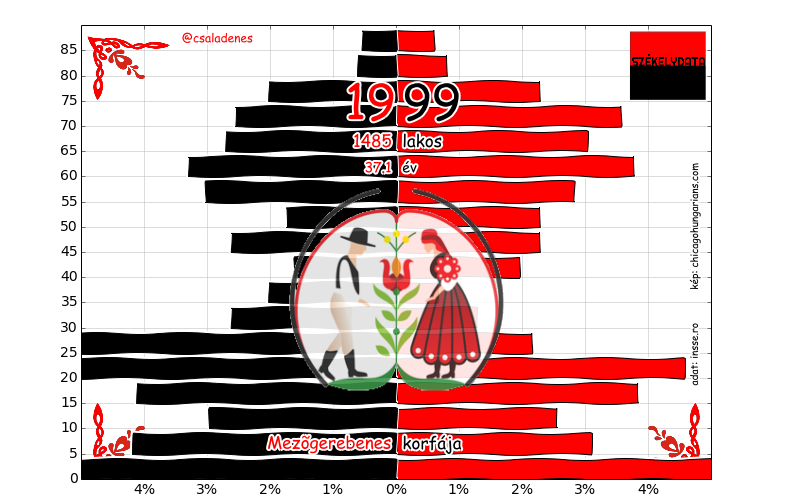 @csaladenes
SZÉKELYDATA
1999
1485 lakos
37.1 év
kép: chicagohungarians.com
adat: insse.ro
Mezõgerebenes korfája
85
80
75
70
65
60
55
50
45
40
35
30
25
20
15
10
5
0
4% 3% 2% 1% 0% 1% 2% 3% 4%